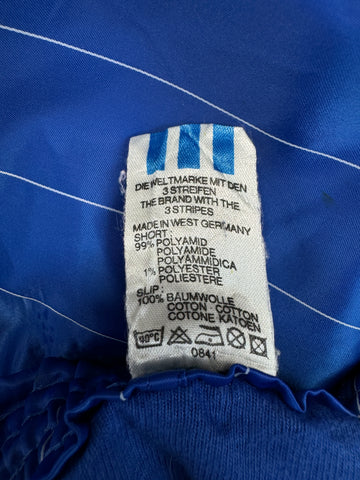 DIE WELTMARKE MIT DEN
3 STREIFEN
THE BRAND WITH THE
3 STRIPES
MADE IN WEST GERMANY
SHORT:
99% POLYAMID
POLYAMIDE
POLYAMMIDICA
1% POLYESTER
POLIESTERE
SLIP:
100% BAUMWOLLE
COTON COTTON
COTONE KATOEN
40°C
0841